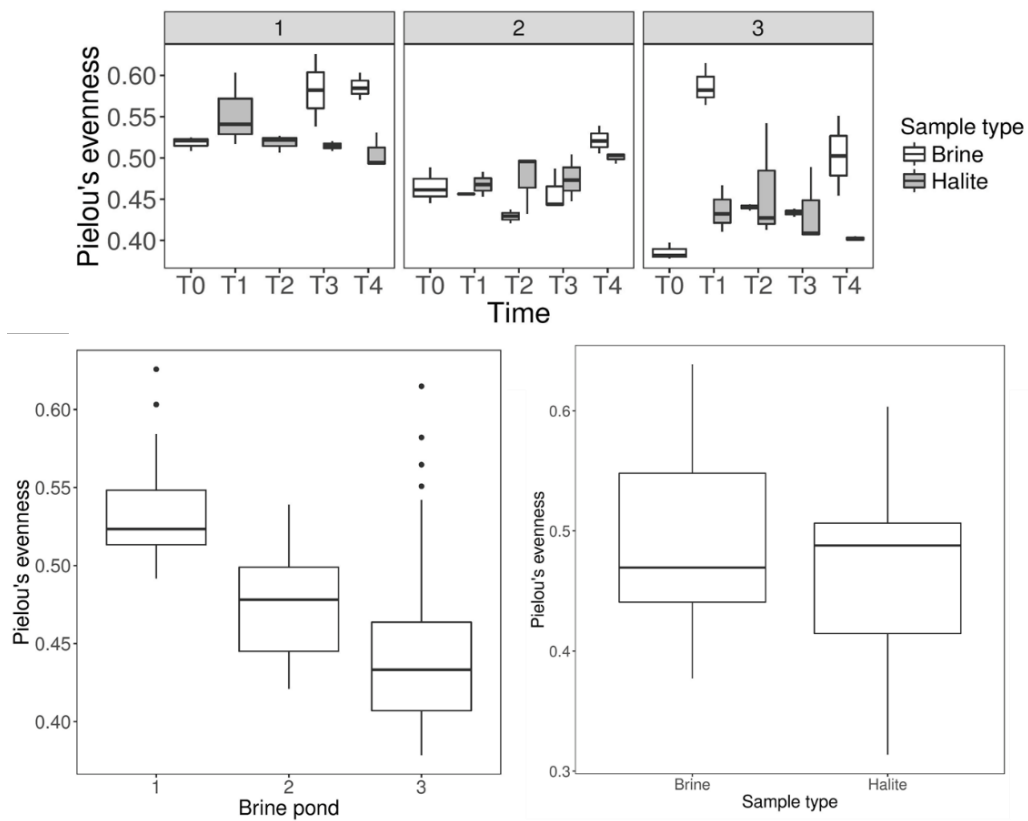 1 2 3
Pielou's evenness
0.60
0.55
0.50
0.45
0.40
T0 T1 T2 T3 T4 T0 T1 T2 T3 T4 T0 T1 T2 T3 T4
Time
Sample type
Brine
Halite
Pielou's evenness
0.60
0.55
0.50
0.45
0.40
1 2 3
Brine pond
Pielou's evenness
0.6
0.5
0.4
0.3
Brine Halite
Sample type